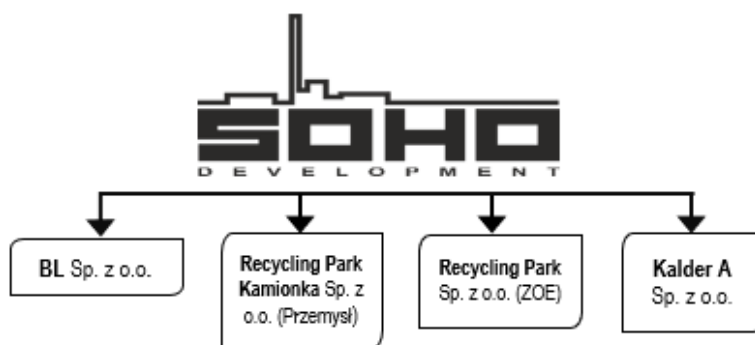 SOHO
DEVELOPMENT
BL Sp. z o.o.
Recycling Park
Kamionka Sp. z
o.o. (Przemysł)
Recycling Park
Sp. z o.o. (ZOE)
Kalder A
Sp. z o.o.